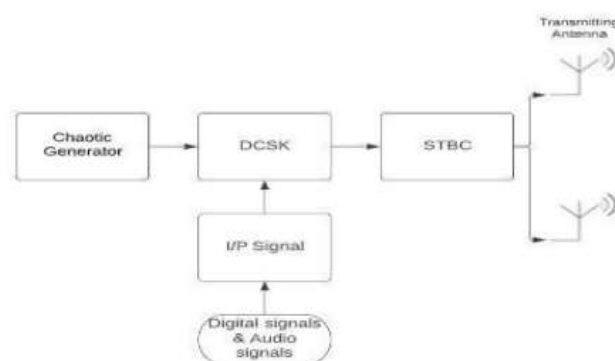 Transmitting
Antenna
Chaotic
Generator
DCSK
STBC
I/P Signal
Digital signals
& Audio
signals